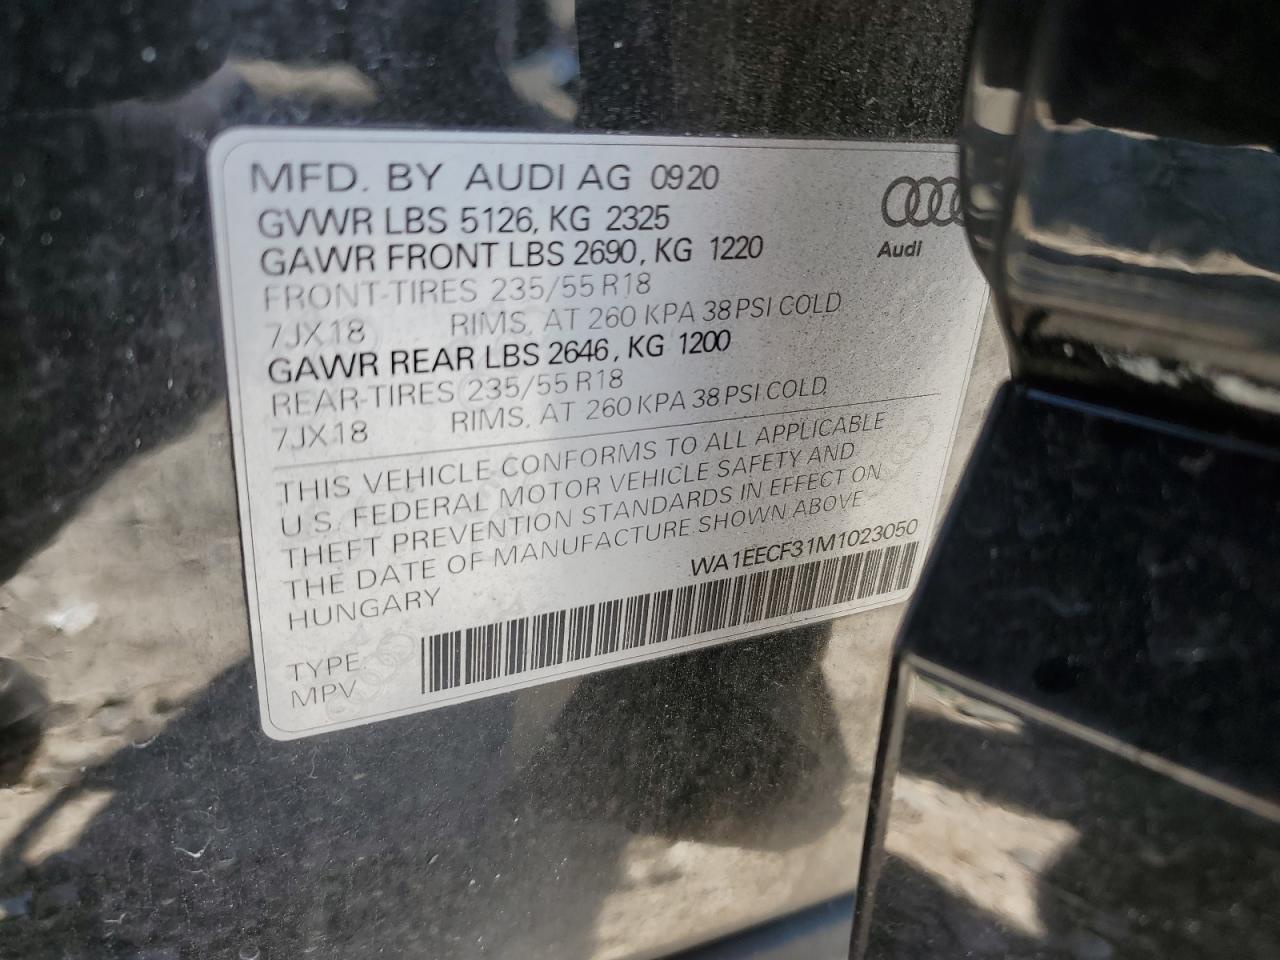 MFD. BY AUDI AG 0920
GVWR LBS 5126, KG 2325
GAWR FRONT LBS 2690, KG 1220
FRONT-TIRES 235/55 R18
7JX18 RIMS, AT 260 KPA 38 PSI COLD
GAWR REAR LBS 2646, KG 1200
REAR-TIRES 235/55 R18
7JX18 RIMS, AT 260 KPA 38 PSI COLD
Audi
THIS VEHICLE CONFORMS TO ALL APPLICABLE
U.S. FEDERAL MOTOR VEHICLE SAFETY AND
THEFT PREVENTION STANDARDS IN EFFECT ON
THE DATE OF MANUFACTURE SHOWN ABOVE
HUNGARY
WA1EECF31M1023050
TYPE:
MPV